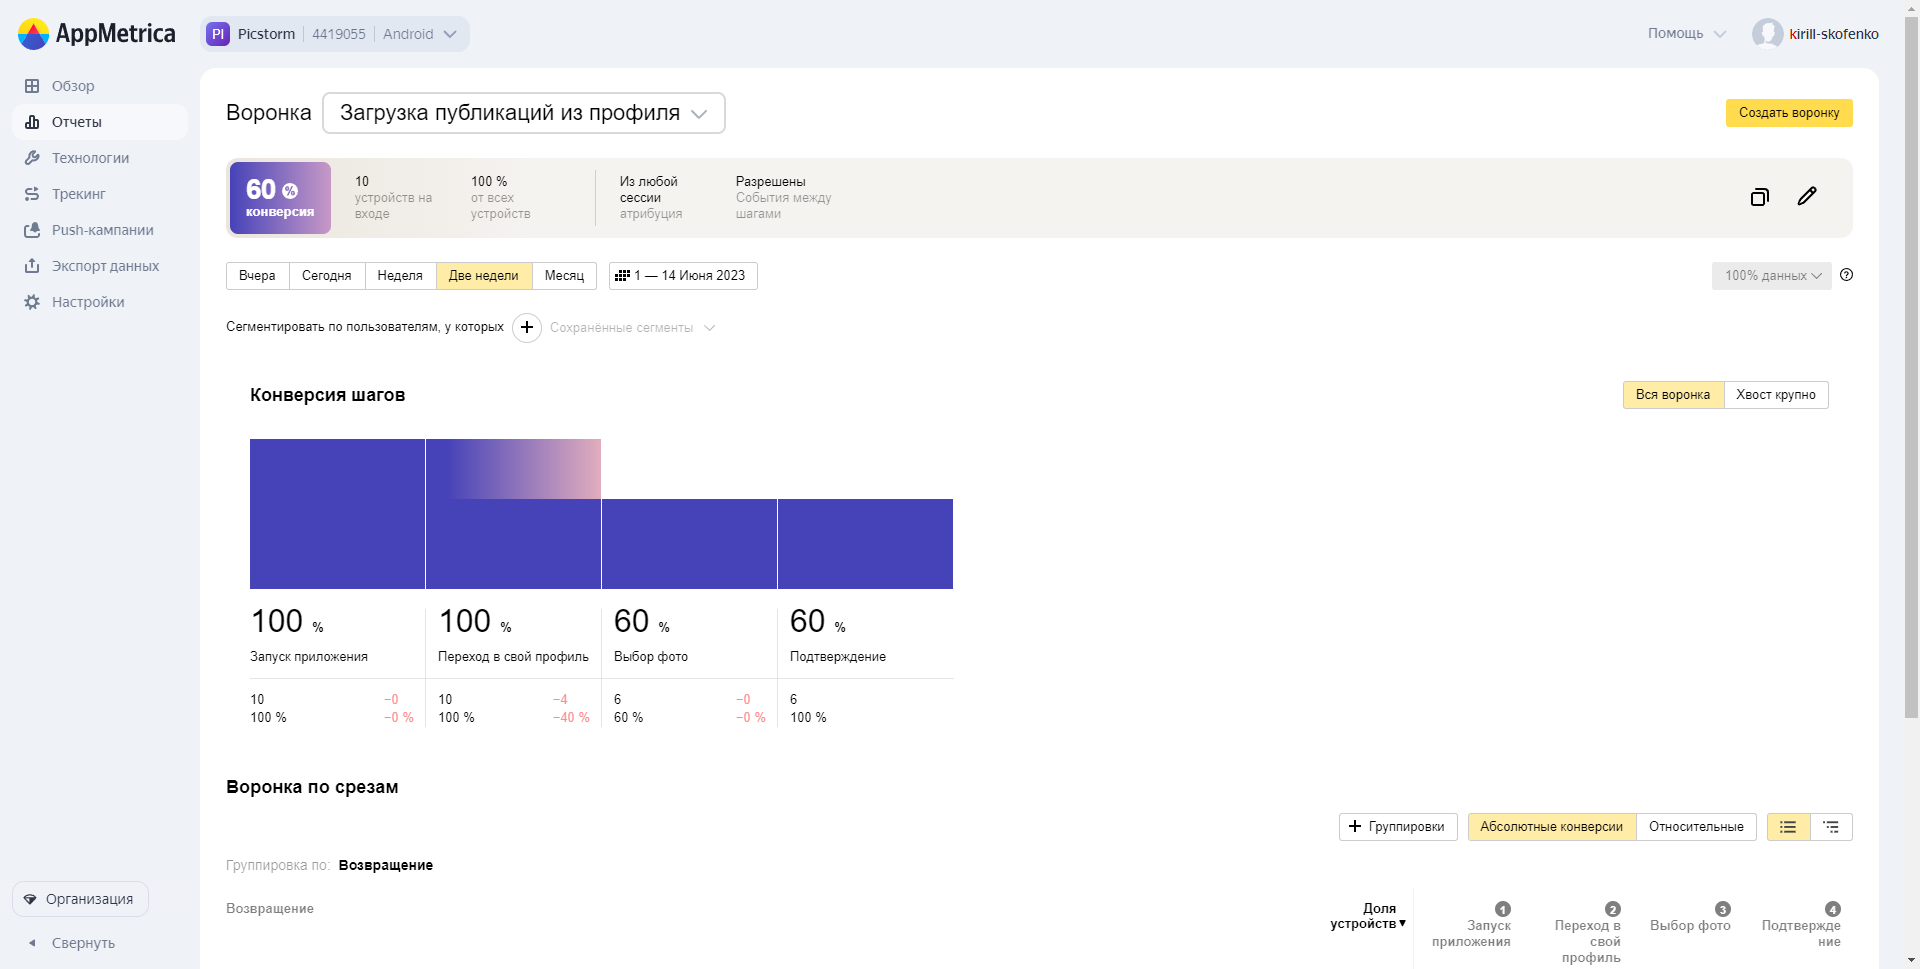 AppMetrica
PI Picstorm 4419055 Android
Помощь
kirill-skofenko
Обзор
Отчеты
Технологии
Трекинг
Push-кампании
Экспорт данных
Настройки
Организация
Свернуть
Воронка Загрузка публикаций из профиля
Создать воронку
60 %
конверсия
10
устройств на
входе
100 %
от всех
устройств
Из любой
сессии
атрибуция
Разрешены
События между
шагами
Вчера Сегодня Неделя Две недели Месяц 1 — 14 Июня 2023
100% данных ?
Сегментировать по пользователям, у которых + Сохранённые сегменты
Конверсия шагов
Вся воронка Хвост крупно
100 % 100 % 60 % 60 %
Запуск приложения Переход в свой профиль Выбор фото Подтверждение
10 −0 10 −4 6 −0 6
100 % −0 % 100 % −40 % 60 % −0 % 100 %
Воронка по срезам
+ Группировки Абсолютные конверсии Относительные
Группировка по: Возвращение
Возвращение
Доля
устройств ▼
1
Запуск
приложения
2
Переход в
свой
профиль
3
Выбор фото
4
Подтвержде
ние